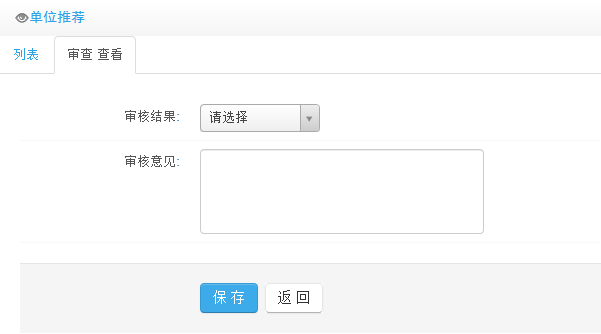 单位推荐
列表 审查 查看
审核结果: 请选择
审核意见:
保 存 返 回